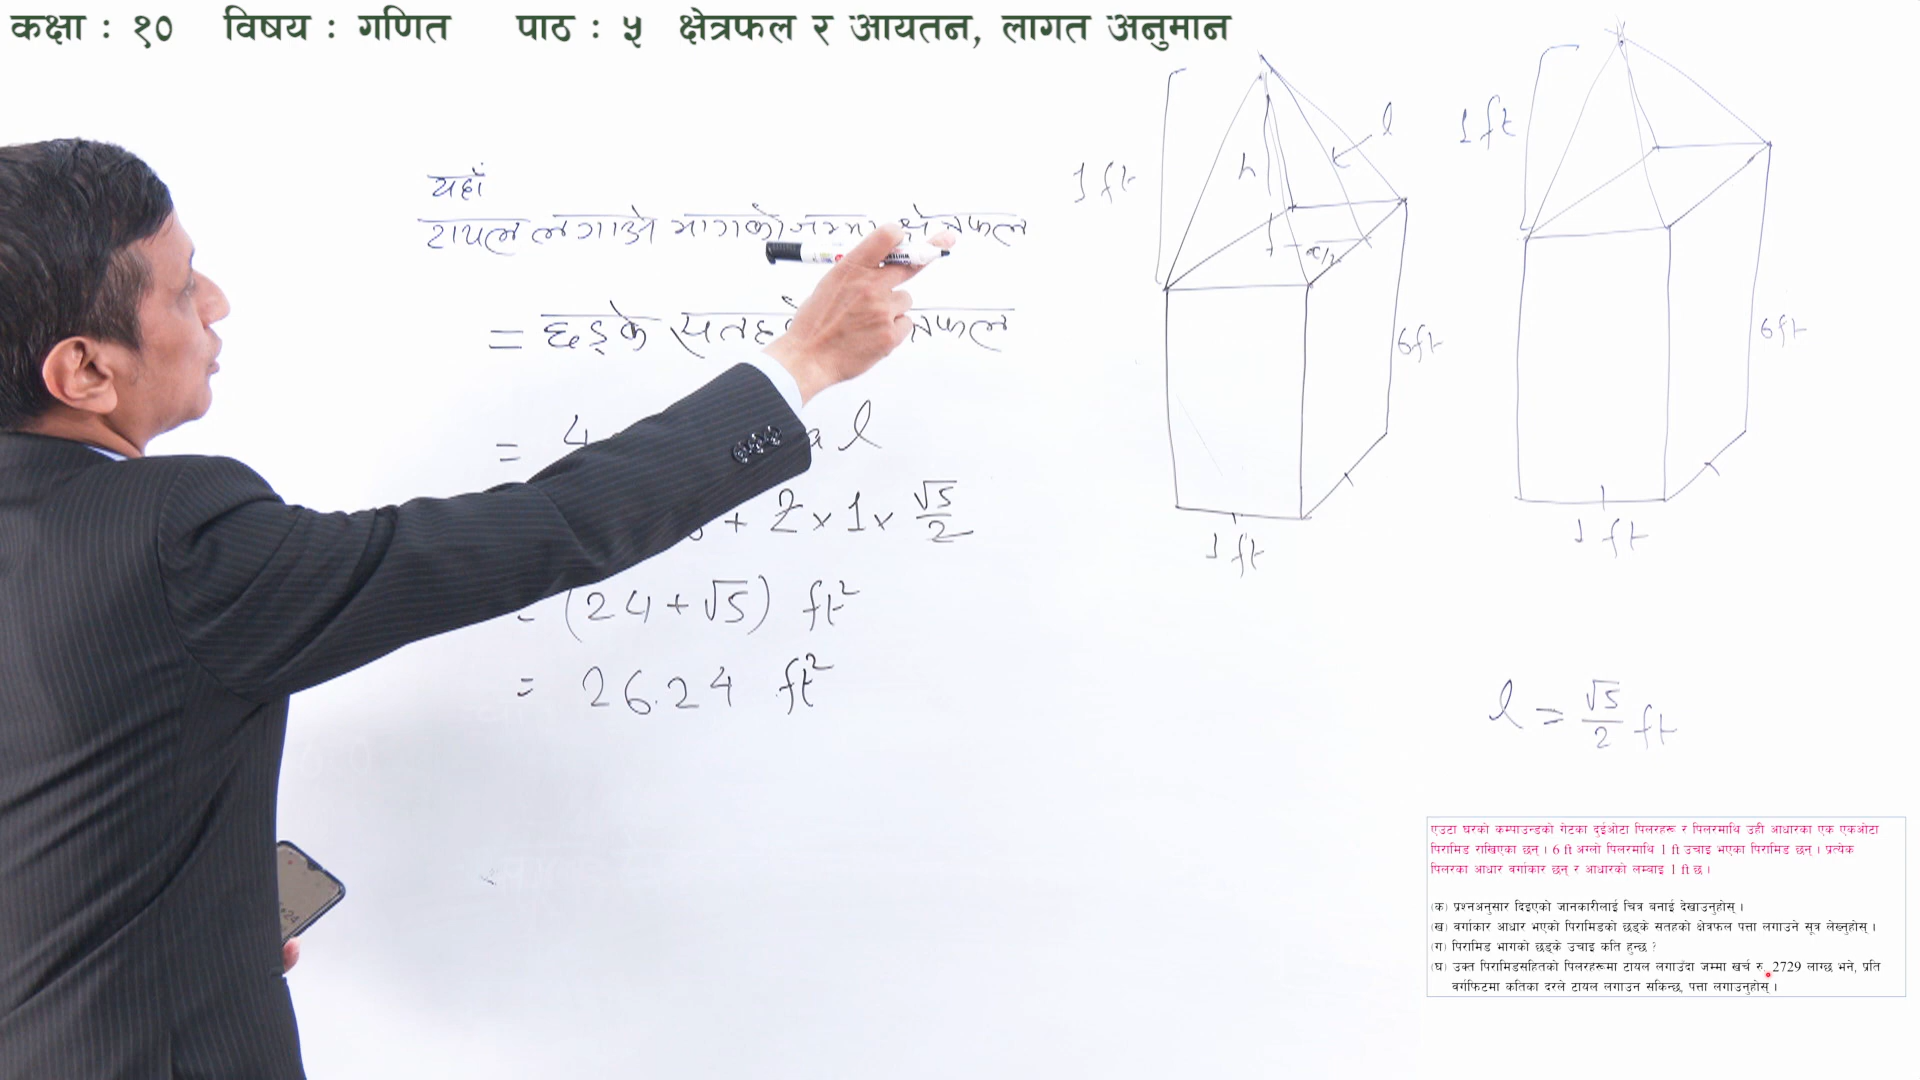 कक्षा : १० विषय : गणित पाठ : ५ क्षेत्रफल र आयतन, लागत अनुमान
यहाँ
टायल लगाउने भागको जम्मा क्षेत्रफल
= छड्के सतहको
= 4 a l
+ 2 × 1 × √5/2
= (24 + √5) ft²
= 26.24 ft²
1 ft
h
l
6 ft
1 ft
1 ft
6 ft
1 ft
l = √5/2 ft
एउटा घरको कम्पाउन्डको गेटका दुईओटा पिलरहरू र पिलरमाथि उही आधारका एक एकओटा
पिरामिड राखिएका छन् । 6 ft अग्लो पिलरमाथि 1 ft उचाइ भएका पिरामिड छन् । प्रत्येक
पिलरका आधार वर्गाकार छन् र आधारको लम्बाइ 1 ft छ ।
(क) प्रश्नअनुसार दिइएको जानकारीलाई चित्र बनाई देखाउनुहोस् ।
(ख) वर्गाकार आधार भएको पिरामिडको छड्के सतहको क्षेत्रफल पत्ता लगाउने सूत्र लेख्नुहोस् ।
(ग) पिरामिड भागको छड्के उचाइ कति हुन्छ ?
(घ) उक्त पिरामिडसहितको पिलरहरूमा टायल लगाउँदा जम्मा खर्च रु. 2729 लाग्छ भने, प्रति
वर्गफिटमा कतिका दरले टायल लगाउन सकिन्छ, पत्ता लगाउनुहोस् ।